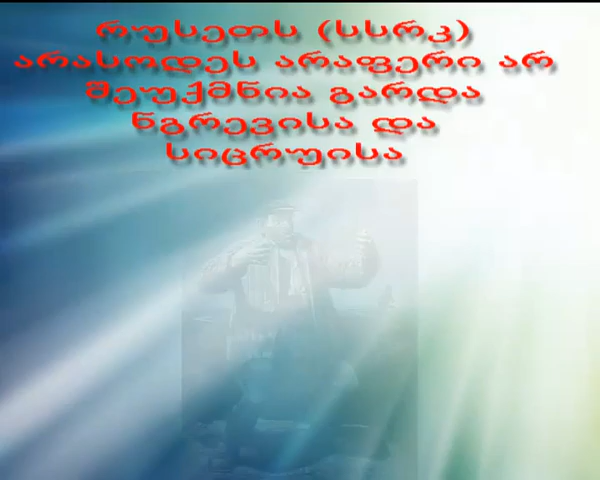 რუსეთს (სსრკ)
არასოდეს არაფერი არ
შეუქმნია გარდა
ნგრევისა და
სიცრუისა